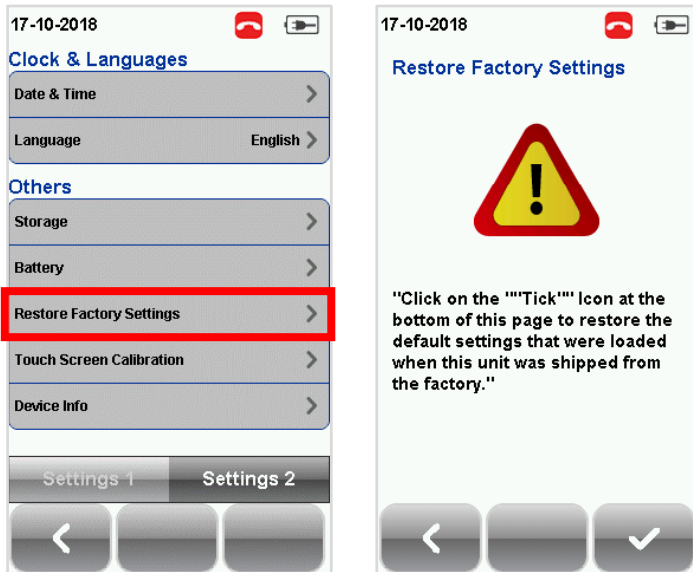 17-10-2018
Clock & Languages
Date & Time
Language English
Others
Storage
Battery
Restore Factory Settings
Touch Screen Calibration
Device Info
Settings 1 Settings 2
17-10-2018
Restore Factory Settings
"Click on the ""Tick"" Icon at the
bottom of this page to restore the
default settings that were loaded
when this unit was shipped from
the factory."